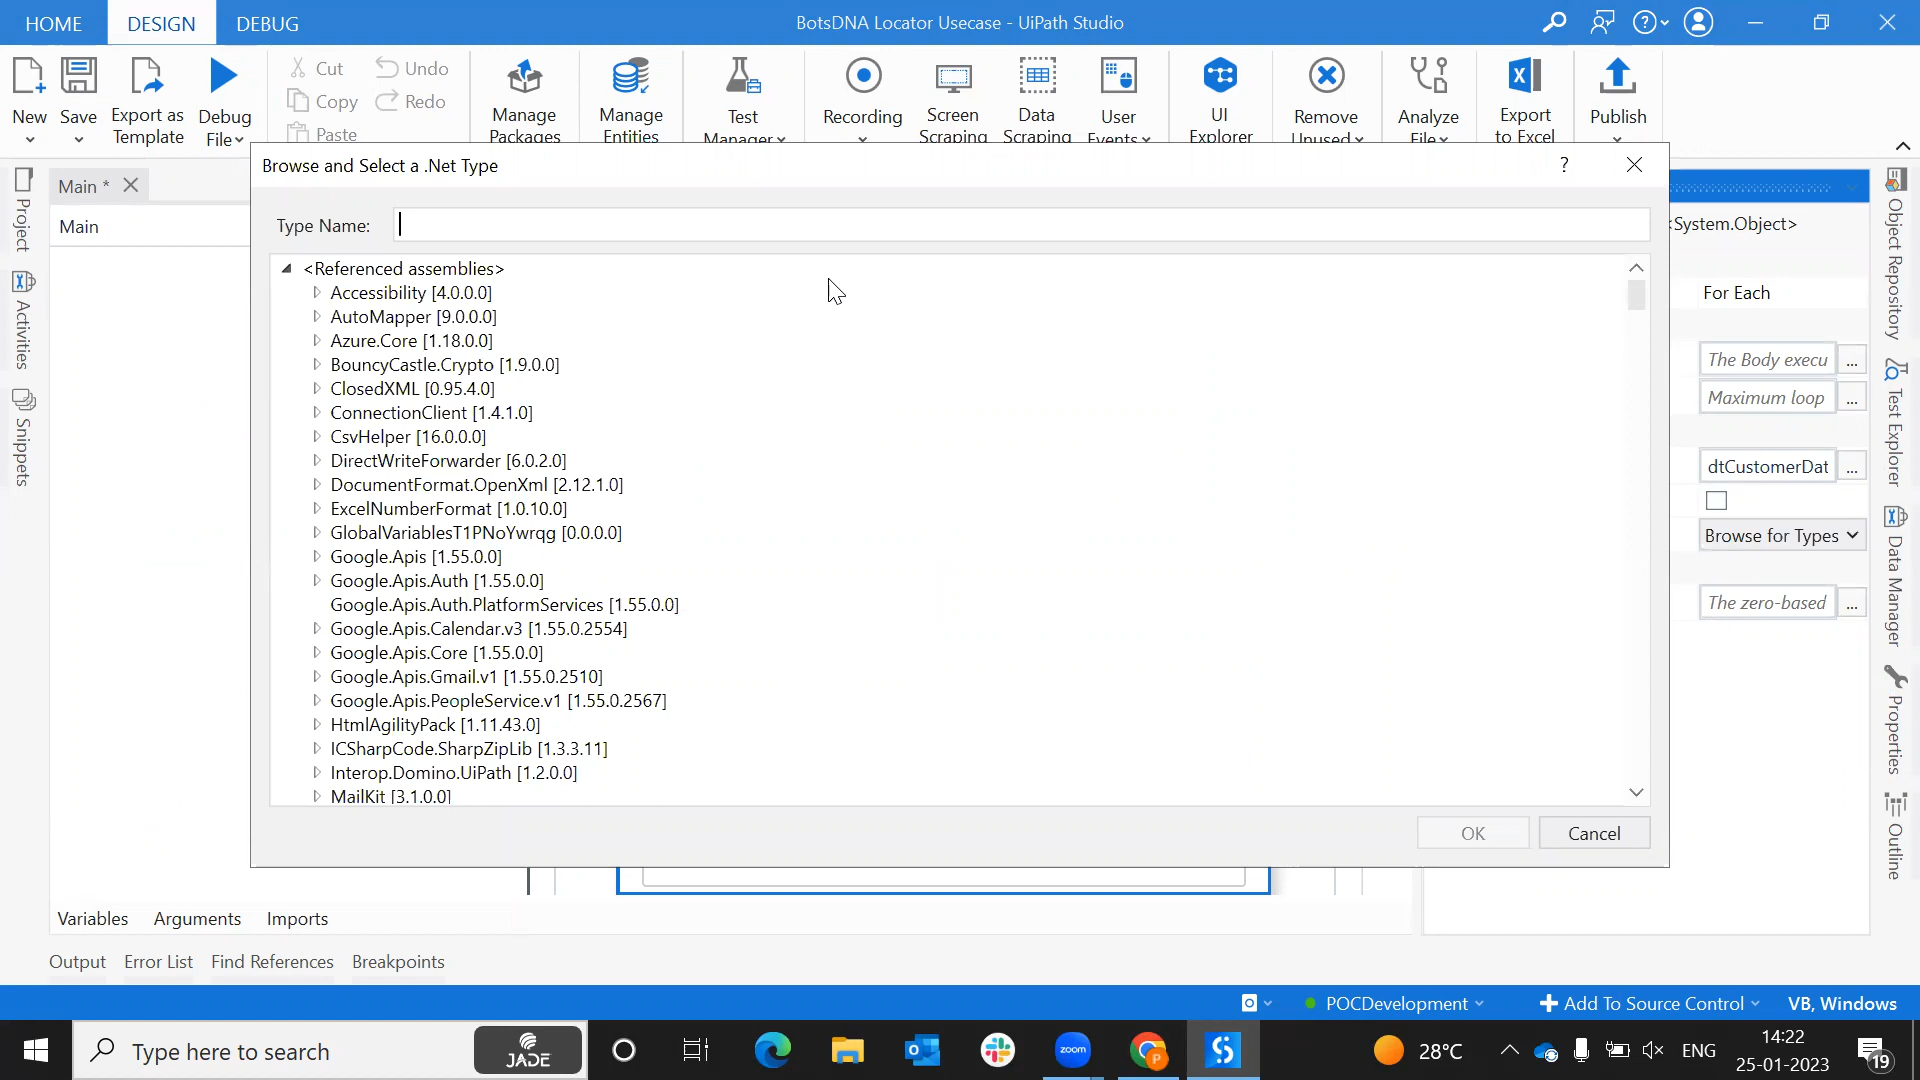 HOME
DESIGN
DEBUG
BotsDNA Locator Usecase - UiPath Studio
New
Save
Export as
Template
Debug
File
Cut
Copy
Paste
Undo
Redo
Manage
Packages
Manage
Entities
Test
Manager
Recording
Screen
Scraping
Data
Scraping
User
Events
UI
Explorer
Remove
Unused
Analyze
File
Export
to Excel
Publish
Project
Activities
Snippets
Main *
Main
Browse and Select a .Net Type
?
Type Name:
<Referenced assemblies>
Accessibility [4.0.0.0]
AutoMapper [9.0.0.0]
Azure.Core [1.18.0.0]
BouncyCastle.Crypto [1.9.0.0]
ClosedXML [0.95.4.0]
ConnectionClient [1.4.1.0]
CsvHelper [16.0.0.0]
DirectWriteForwarder [6.0.2.0]
DocumentFormat.OpenXml [2.12.1.0]
ExcelNumberFormat [1.0.10.0]
GlobalVariablesT1PNoYwrqg [0.0.0.0]
Google.Apis [1.55.0.0]
Google.Apis.Auth [1.55.0.0]
Google.Apis.Auth.PlatformServices [1.55.0.0]
Google.Apis.Calendar.v3 [1.55.0.2554]
Google.Apis.Core [1.55.0.0]
Google.Apis.Gmail.v1 [1.55.0.2510]
Google.Apis.PeopleService.v1 [1.55.0.2567]
HtmlAgilityPack [1.11.43.0]
ICSharpCode.SharpZipLib [1.3.3.11]
Interop.Domino.UiPath [1.2.0.0]
MailKit [3.1.0.0]
OK
Cancel
<System.Object>
For Each
The Body execu
...
Maximum loop
...
dtCustomerDat
...
Browse for Types
The zero-based
...
Object Repository
Test Explorer
Data Manager
Properties
Outline
Variables
Arguments
Imports
Output
Error List
Find References
Breakpoints
POCDevelopment
Add To Source Control
VB, Windows
Type here to search
JADE
zoom
P
28°C
ENG
14:22
25-01-2023
19